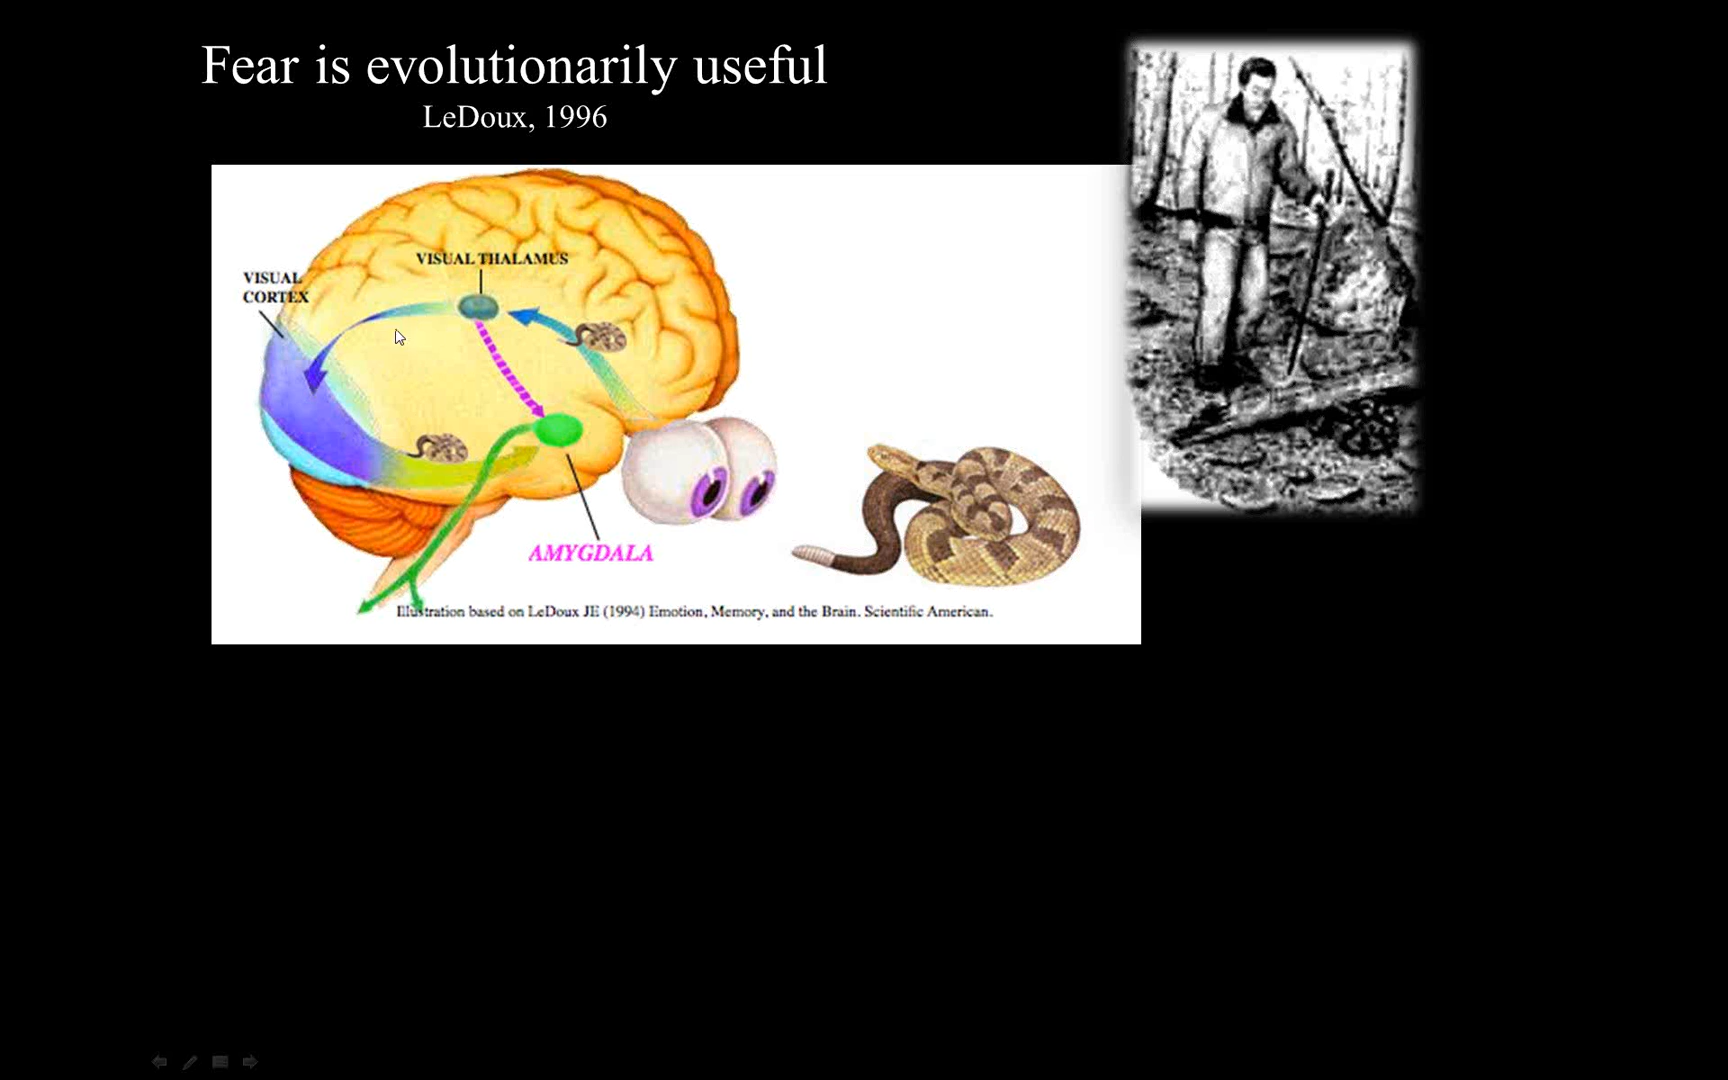 Fear is evolutionarily useful
LeDoux, 1996
VISUAL THALAMUS
VISUAL
CORTEX
AMYGDALA
Illustration based on LeDoux JE (1994) Emotion, Memory, and the Brain. Scientific American.